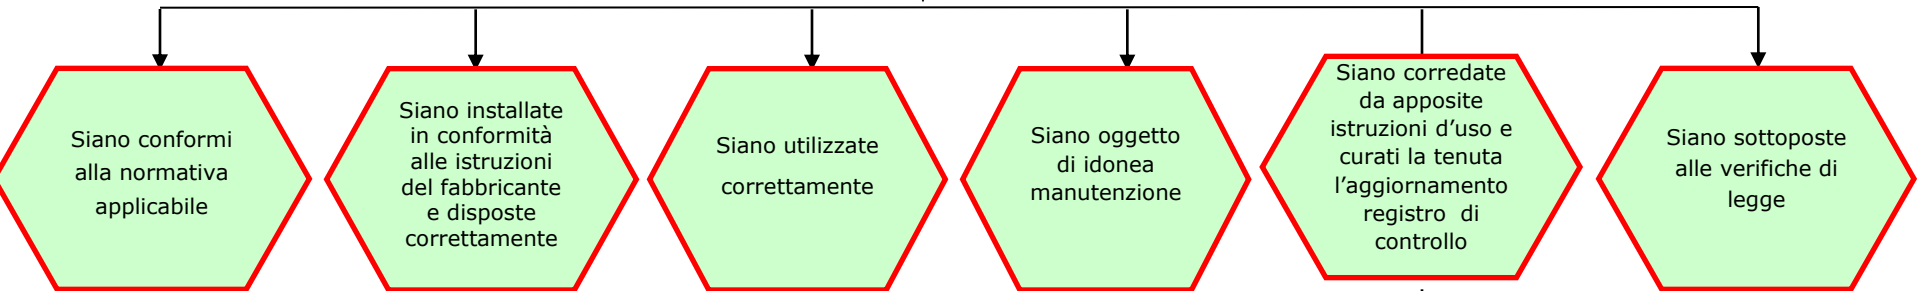 Siano conformi
alla normativa
applicabile
Siano installate
in conformità
alle istruzioni
del fabbricante
e disposte
correttamente
Siano utilizzate
correttamente
Siano oggetto
di idonea
manutenzione
Siano corredate
da apposite
istruzioni d’uso e
curati la tenuta
l’aggiornamento
registro di
controllo
Siano sottoposte
alle verifiche di
legge